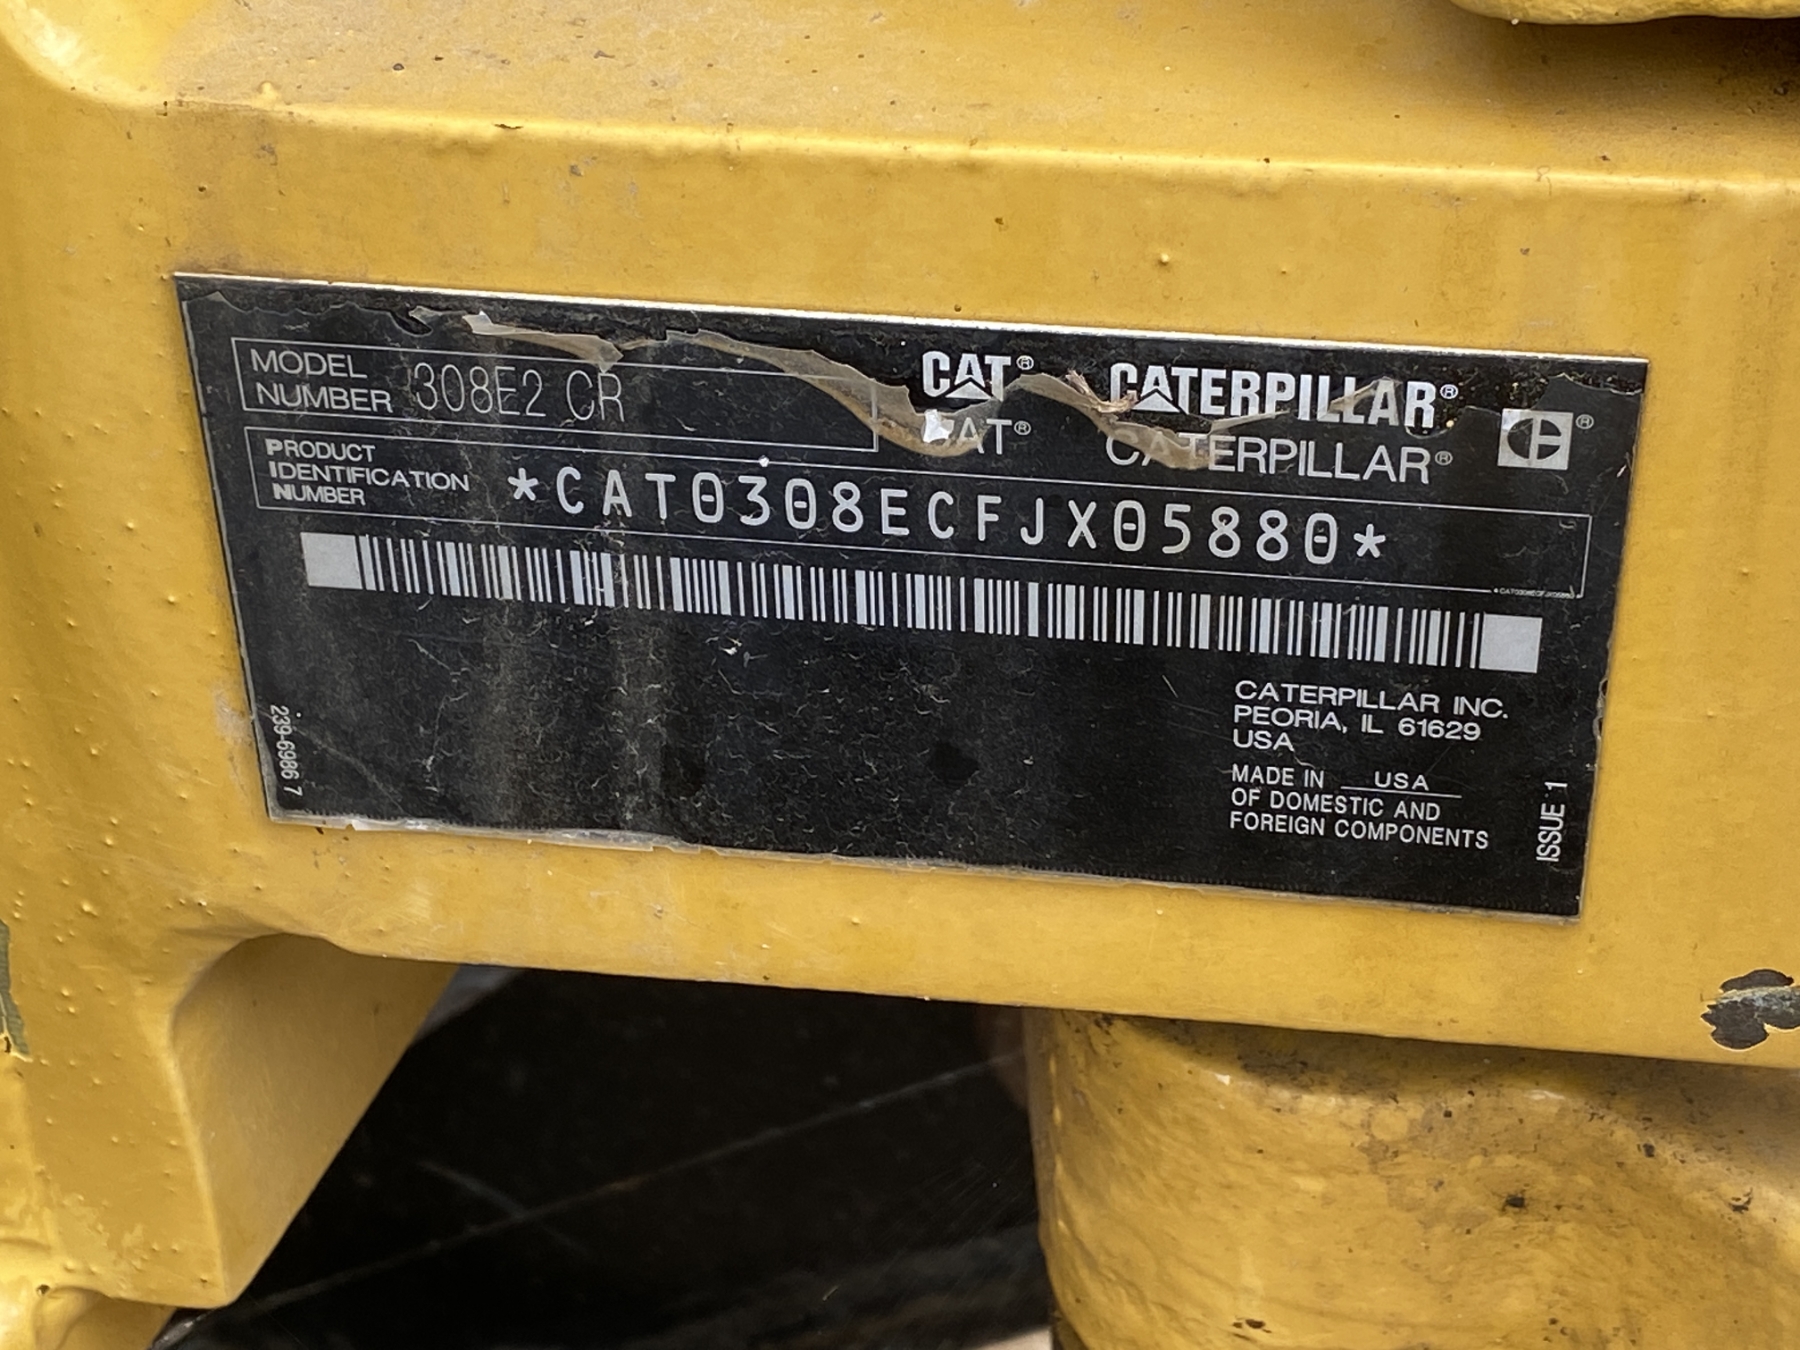 MODEL
NUMBER 308E2 CR
CAT® CATERPILLAR®
CAT® CATERPILLAR®
PRODUCT
IDENTIFICATION
NUMBER
*CAT0308ECFJX05880*
*CAT0308ECFJX05880*
CATERPILLAR INC.
PEORIA, IL 61629
USA
MADE IN USA
OF DOMESTIC AND
FOREIGN COMPONENTS
239-6986 7
ISSUE 1